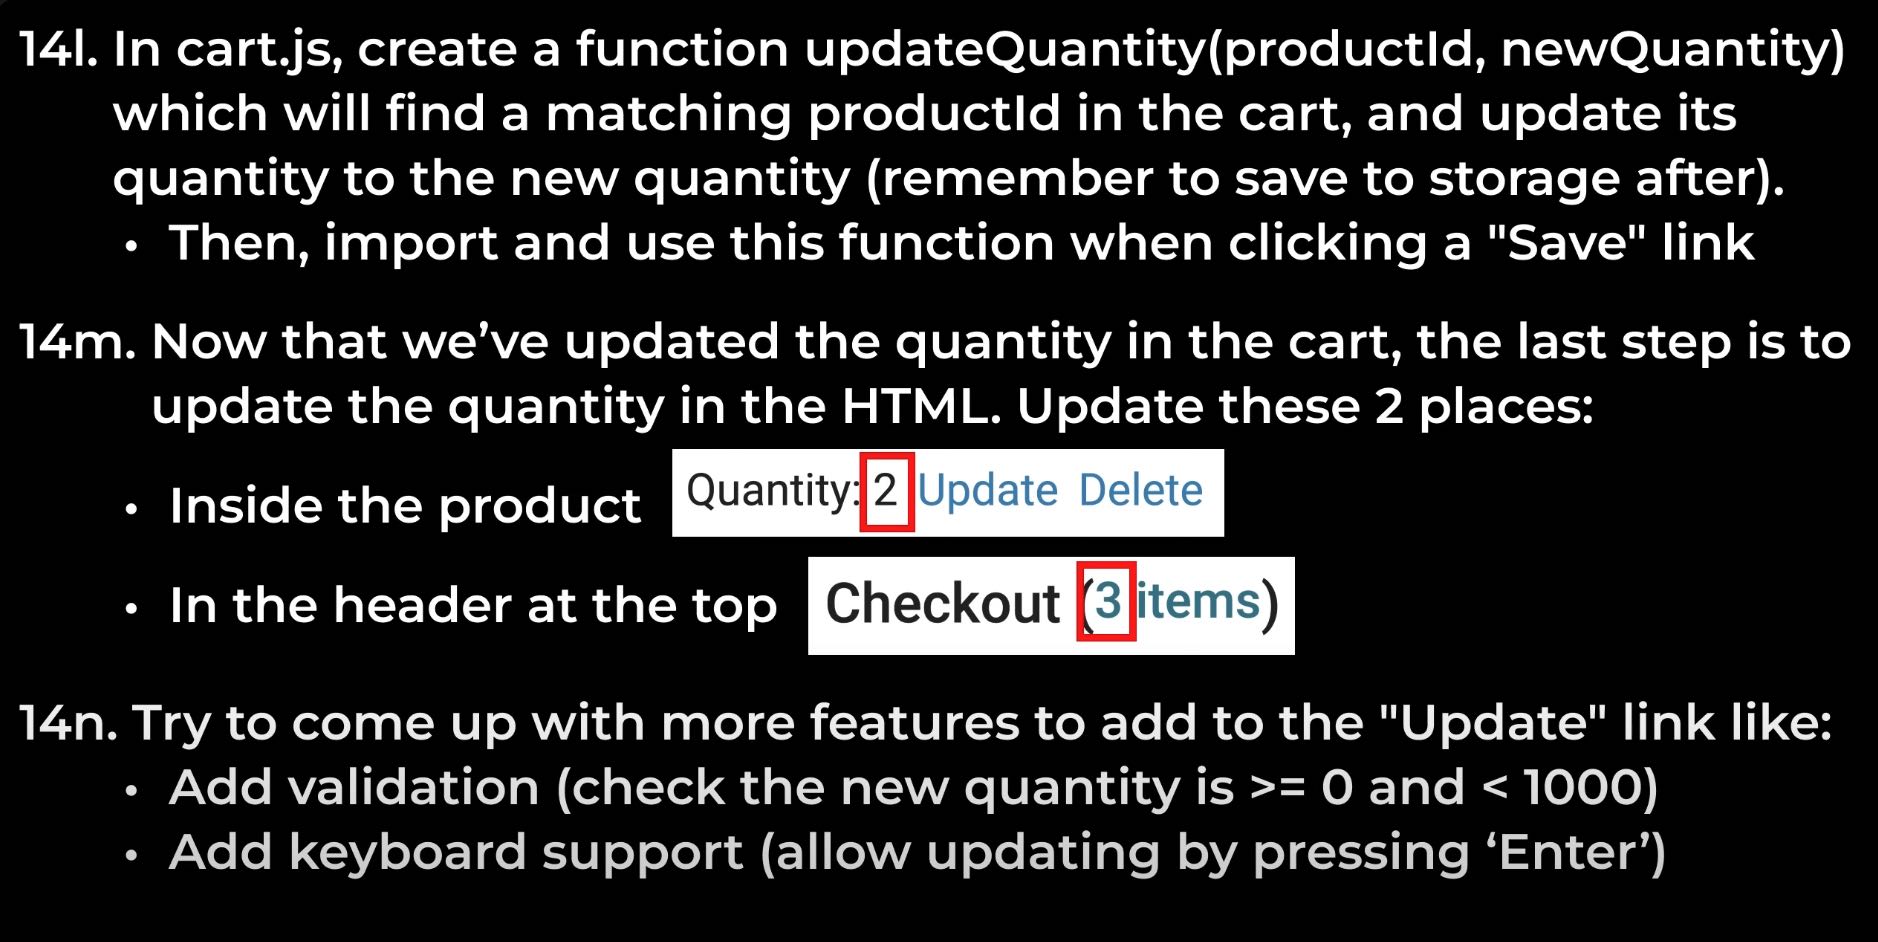 14l. In cart.js, create a function updateQuantity(productId, newQuantity)
which will find a matching productId in the cart, and update its
quantity to the new quantity (remember to save to storage after).
• Then, import and use this function when clicking a "Save" link
14m. Now that we’ve updated the quantity in the cart, the last step is to
update the quantity in the HTML. Update these 2 places:
• Inside the product Quantity: 2 Update Delete
• In the header at the top Checkout (3 items)
14n. Try to come up with more features to add to the "Update" link like:
• Add validation (check the new quantity is >= 0 and < 1000)
• Add keyboard support (allow updating by pressing ‘Enter’)